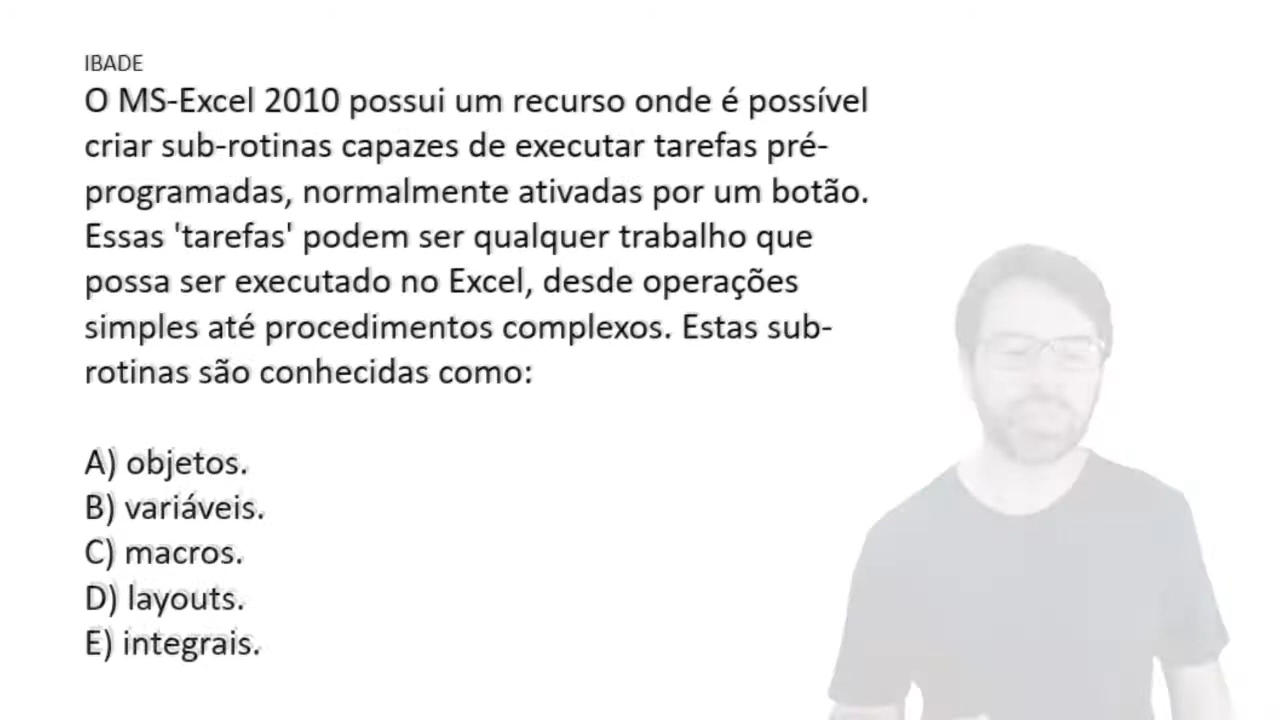 IBADE
O MS-Excel 2010 possui um recurso onde é possível
criar sub-rotinas capazes de executar tarefas pré-
programadas, normalmente ativadas por um botão.
Essas 'tarefas' podem ser qualquer trabalho que
possa ser executado no Excel, desde operações
simples até procedimentos complexos. Estas sub-
rotinas são conhecidas como:
A) objetos.
B) variáveis.
C) macros.
D) layouts.
E) integrais.